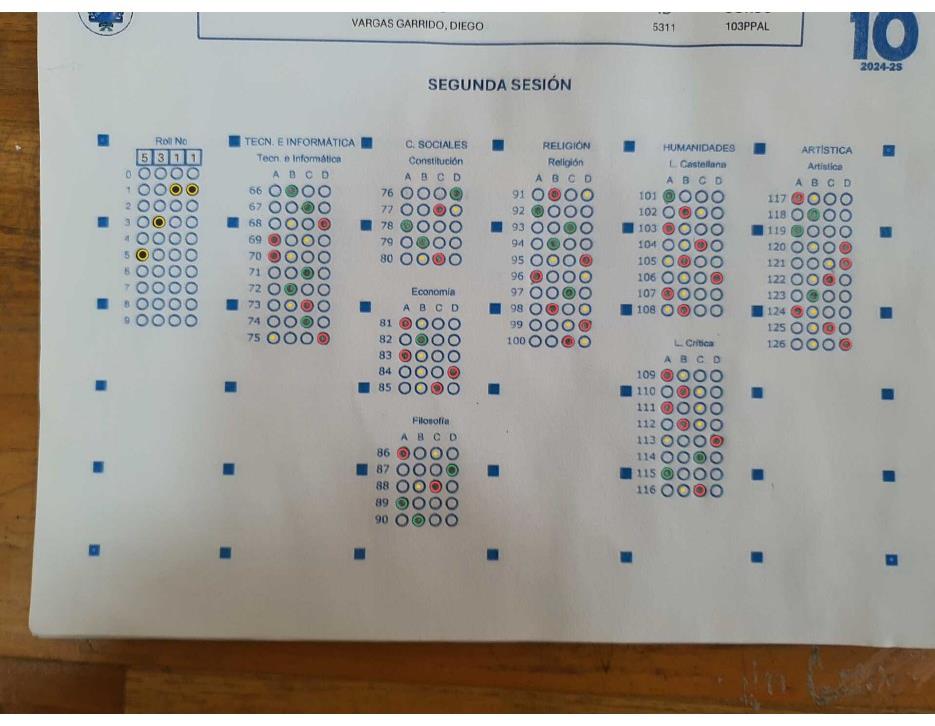 VARGAS GARRIDO, DIEGO 5311 103PPAL
10
2024-2S
SEGUNDA SESIÓN
Roll No
5 3 1 1
0
1
2
3
4
5
6
7
8
9
TECN. E INFORMÁTICA
Tecn. e Informática
A B C D
66
67
68
69
70
71
72
73
74
75
C. SOCIALES
Constitución
A B C D
76
77
78
79
80
Economía
A B C D
81
82
83
84
85
Filosofía
A B C D
86
87
88
89
90
RELIGIÓN
Religión
A B C D
91
92
93
94
95
96
97
98
99
100
HUMANIDADES
L. Castellana
A B C D
101
102
103
104
105
106
107
108
L. Crítica
A B C D
109
110
111
112
113
114
115
116
ARTÍSTICA
Artística
A B C D
117
118
119
120
121
122
123
124
125
126